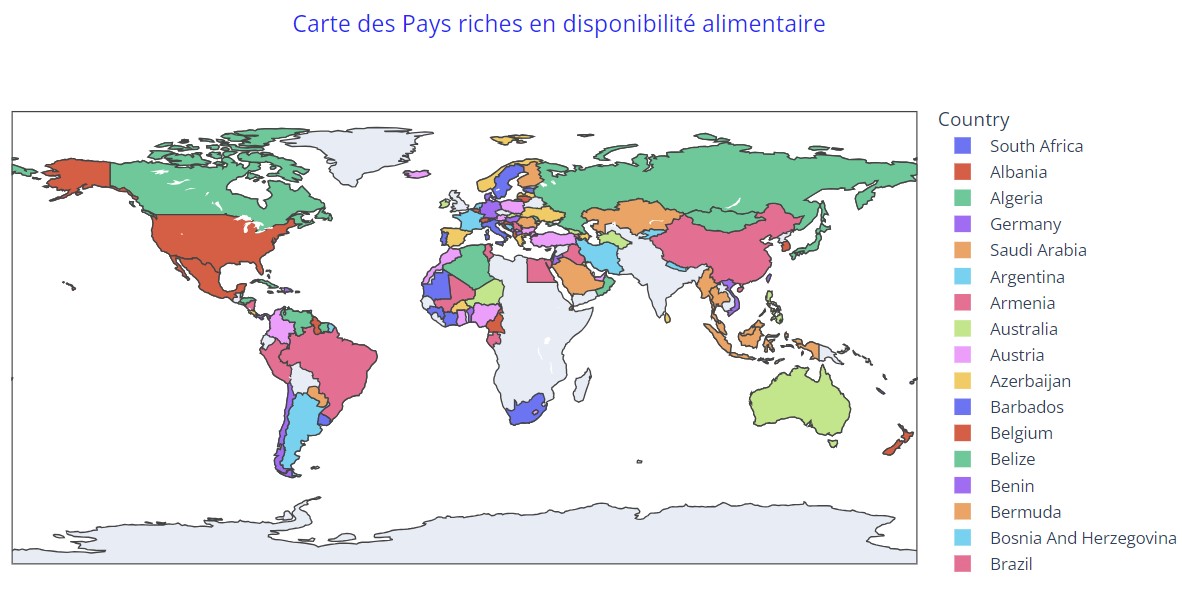 Carte des Pays riches en disponibilité alimentaire
Country
South Africa
Albania
Algeria
Germany
Saudi Arabia
Argentina
Armenia
Australia
Austria
Azerbaijan
Barbados
Belgium
Belize
Benin
Bermuda
Bosnia And Herzegovina
Brazil